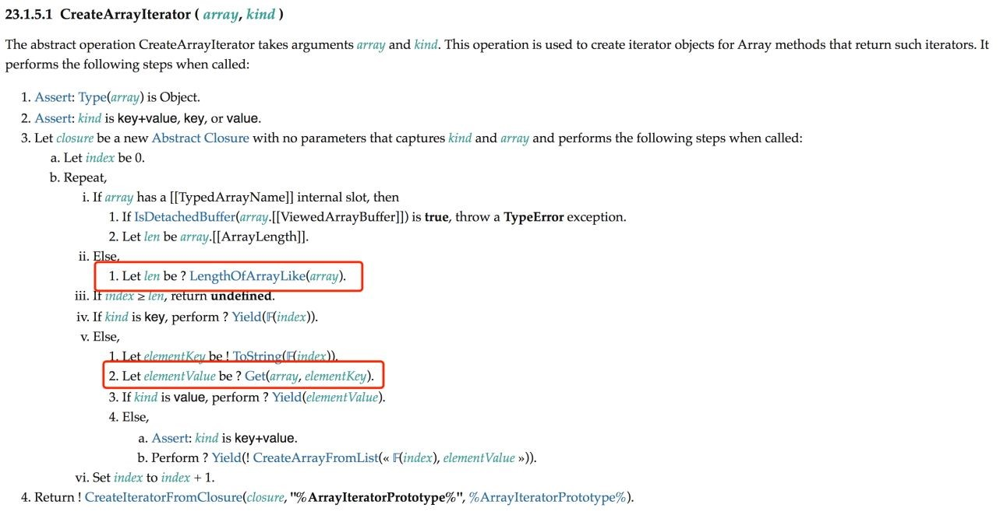 23.1.5.1 CreateArrayIterator ( array, kind )
The abstract operation CreateArrayIterator takes arguments array and kind. This operation is used to create iterator objects for Array methods that return such iterators. It
performs the following steps when called:
1. Assert: Type(array) is Object.
2. Assert: kind is key+value, key, or value.
3. Let closure be a new Abstract Closure with no parameters that captures kind and array and performs the following steps when called:
a. Let index be 0.
b. Repeat,
i. If array has a [[TypedArrayName]] internal slot, then
1. If IsDetachedBuffer(array.[[ViewedArrayBuffer]]) is true, throw a TypeError exception.
2. Let len be array.[[ArrayLength]].
ii. Else,
1. Let len be ? LengthOfArrayLike(array).
iii. If index ≥ len, return undefined.
iv. If kind is key, perform ? Yield(𝔽(index)).
v. Else,
1. Let elementKey be ! ToString(𝔽(index)).
2. Let elementValue be ? Get(array, elementKey).
3. If kind is value, perform ? Yield(elementValue).
4. Else,
a. Assert: kind is key+value.
b. Perform ? Yield(! CreateArrayFromList(« 𝔽(index), elementValue »)).
vi. Set index to index + 1.
4. Return ! CreateIteratorFromClosure(closure, "%ArrayIteratorPrototype%", %ArrayIteratorPrototype%).